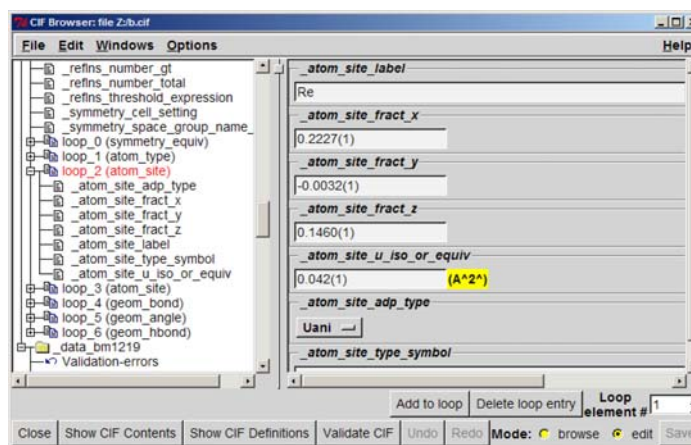 CIF Browser: file Z:/b.cif
File Edit Windows Options Help
_reflns_number_gt
_reflns_number_total
_reflns_threshold_expression
_symmetry_cell_setting
_symmetry_space_group_name_
loop_0 (symmetry_equiv)
loop_1 (atom_type)
loop_2 (atom_site)
_atom_site_adp_type
_atom_site_fract_x
_atom_site_fract_y
_atom_site_fract_z
_atom_site_label
_atom_site_type_symbol
_atom_site_u_iso_or_equiv
loop_3 (atom_site)
loop_4 (geom_bond)
loop_5 (geom_angle)
loop_6 (geom_hbond)
_data_bm1219
Validation-errors
_atom_site_label
Re
_atom_site_fract_x
0.2227(1)
_atom_site_fract_y
-0.0032(1)
_atom_site_fract_z
0.1460(1)
_atom_site_u_iso_or_equiv
0.042(1) (A^2^)
_atom_site_adp_type
Uani
_atom_site_type_symbol
Add to loop Delete loop entry Loop element # 1
Close Show CIF Contents Show CIF Definitions Validate CIF Undo Redo Mode: browse edit Save